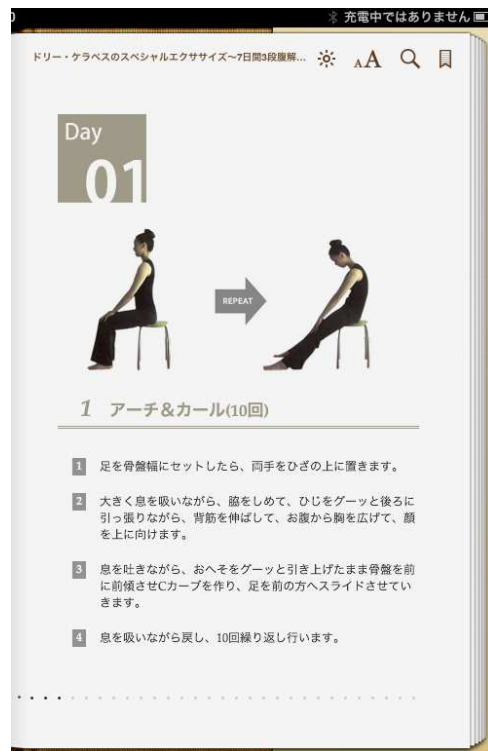 充電中ではありません
ドリー・ケラベスのスペシャルエクササイズ〜7日間3段腹解...
AA
Day
01
REPEAT
1 アーチ&カール(10回)
1 足を骨盤幅にセットしたら、両手をひざの上に置きます。
2 大きく息を吸いながら、脇をしめて、ひじをグーッと後ろに
引っ張りながら、背筋を伸ばして、お腹から胸を広げて、顔
を上に向けます。
3 息を吐きながら、おへそをグーッと引き上げたまま骨盤を前
に前傾させCカーブを作り、足を前の方へスライドさせてい
きます。
4 息を吸いながら戻し、10回繰り返し行います。